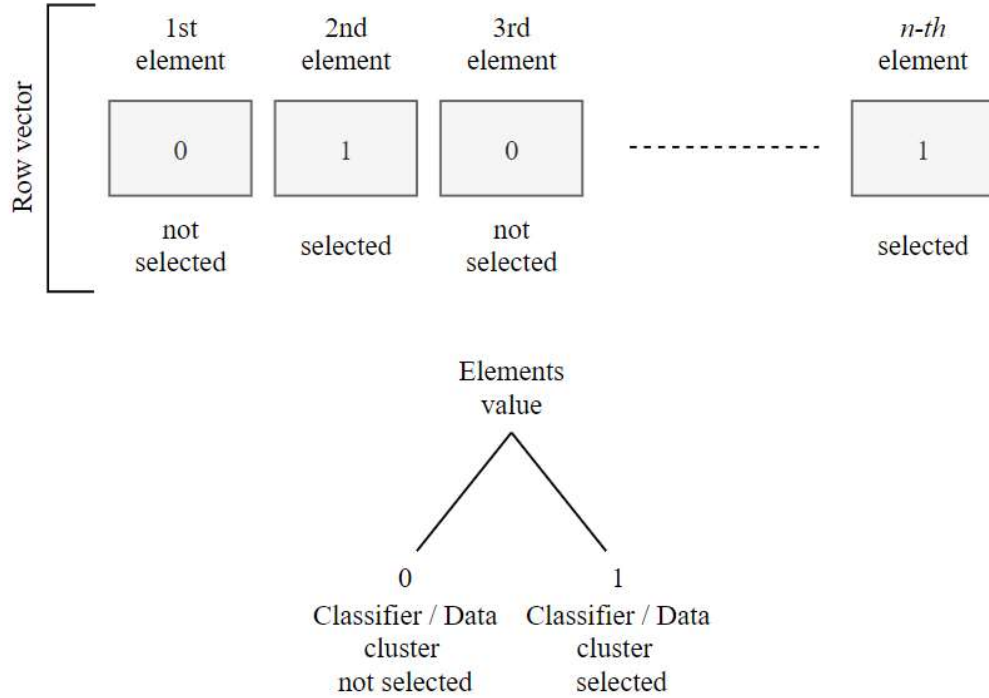 1st
element
2nd
element
3rd
element
n-th
element
Row vector
0
1
0
1
not
selected
selected
not
selected
selected
Elements
value
0
Classifier / Data
cluster
not selected
1
Classifier / Data
cluster
selected